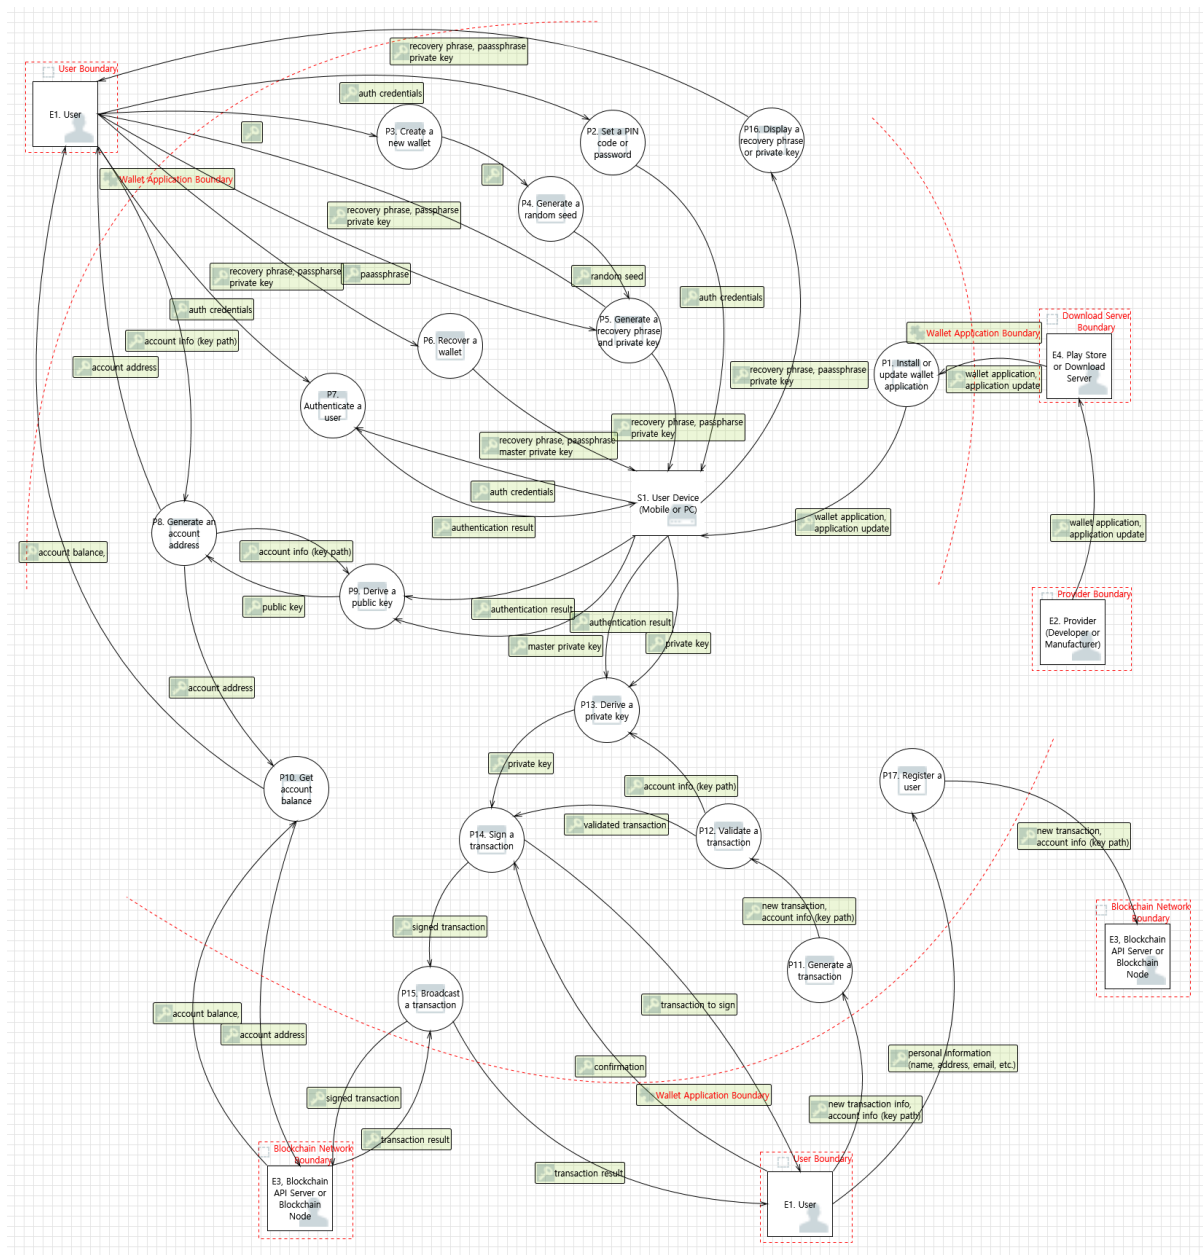 recovery phrase, paassphrase
private key
User Boundary
E1. User
auth credentials
P3. Create a
new wallet
P2. Set a PIN
code or
password
P16. Display a
recovery phrase
or private key
Wallet Application Boundary
P4. Generate a
random seed
recovery phrase, passpharse
private key
recovery phrase, passpharse
private key
paassphrase
random seed
auth credentials
auth credentials
account info (key path)
account address
P5. Generate a
recovery phrase
and private key
P6. Recover a
wallet
Download Server
Boundary
Wallet Application Boundary
E4. Play Store
or Download
Server
P1. Install or
update wallet
application
wallet application,
application update
recovery phrase, paassphrase
private key
P7.
Authenticate a
user
recovery phrase, passpharse
private key
recovery phrase, paassphrase
master private key
auth credentials
S1. User Device
(Mobile or PC)
authentication result
wallet application,
application update
wallet application,
application update
P8. Generate an
account
address
account balance,
account info (key path)
P9. Derive a
public key
public key
authentication result
authentication result
master private key
private key
Provider Boundary
E2. Provider
(Developer or
Manufacturer)
account address
P13. Derive a
private key
private key
P10. Get
account
balance
account info (key path)
P17. Register a
user
validated transaction
P14. Sign a
transaction
P12. Validate a
transaction
new transaction,
account info (key path)
new transaction,
account info (key path)
signed transaction
Blockchain Network
Boundary
E3, Blockchain
API Server or
Blockchain
Node
P11. Generate a
transaction
P15. Broadcast
a transaction
account balance,
account address
transaction to sign
personal information
(name, address, email, etc.)
confirmation
Wallet Application Boundary
signed transaction
new transaction info,
account info (key path)
transaction result
Blockchain Network
Boundary
E3, Blockchain
API Server or
Blockchain
Node
transaction result
User Boundary
E1. User